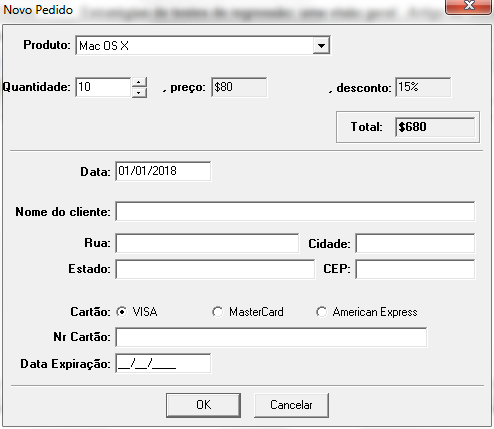 Novo Pedido
Produto: Mac OS X
Quantidade: 10 , preço: $80 , desconto: 15%
Total: $680
Data: 01/01/2018
Nome do cliente:
Rua: Cidade:
Estado: CEP:
Cartão: VISA MasterCard American Express
Nr Cartão:
Data Expiração: __/__/____
OK Cancelar